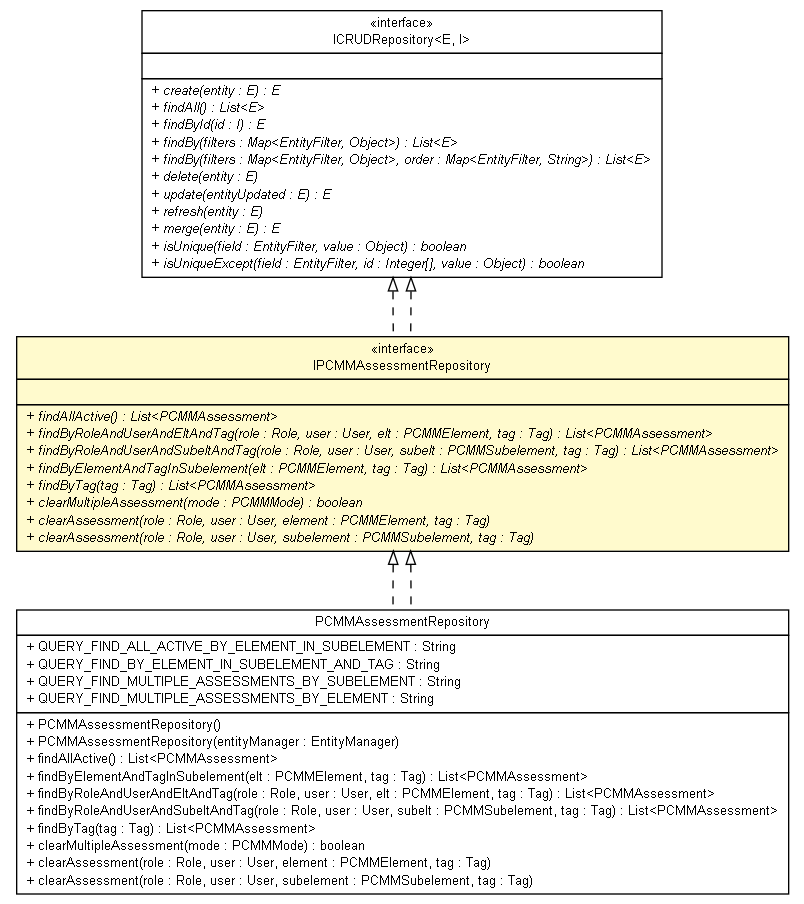 «interface»
ICRUDRepository<E, I>
+ create(entity : E) : E
+ findAll() : List<E>
+ findById(id : I) : E
+ findBy(filters : Map<EntityFilter, Object>) : List<E>
+ findBy(filters : Map<EntityFilter, Object>, order : Map<EntityFilter, String>) : List<E>
+ delete(entity : E)
+ update(entityUpdated : E) : E
+ refresh(entity : E)
+ merge(entity : E) : E
+ isUnique(field : EntityFilter, value : Object) : boolean
+ isUniqueExcept(field : EntityFilter, id : Integer[], value : Object) : boolean
«interface»
IPCMMAssessmentRepository
+ findAllActive() : List<PCMMAssessment>
+ findByRoleAndUserAndEltAndTag(role : Role, user : User, elt : PCMMElement, tag : Tag) : List<PCMMAssessment>
+ findByRoleAndUserAndSubeltAndTag(role : Role, user : User, subelt : PCMMSubelement, tag : Tag) : List<PCMMAssessment>
+ findByElementAndTagInSubelement(elt : PCMMElement, tag : Tag) : List<PCMMAssessment>
+ findByTag(tag : Tag) : List<PCMMAssessment>
+ clearMultipleAssessment(mode : PCMMMode) : boolean
+ clearAssessment(role : Role, user : User, element : PCMMElement, tag : Tag)
+ clearAssessment(role : Role, user : User, subelement : PCMMSubelement, tag : Tag)
PCMMAssessmentRepository
+ QUERY_FIND_ALL_ACTIVE_BY_ELEMENT_IN_SUBELEMENT : String
+ QUERY_FIND_BY_ELEMENT_IN_SUBELEMENT_AND_TAG : String
+ QUERY_FIND_MULTIPLE_ASSESSMENTS_BY_SUBELEMENT : String
+ QUERY_FIND_MULTIPLE_ASSESSMENTS_BY_ELEMENT : String
+ PCMMAssessmentRepository()
+ PCMMAssessmentRepository(entityManager : EntityManager)
+ findAllActive() : List<PCMMAssessment>
+ findByElementAndTagInSubelement(elt : PCMMElement, tag : Tag) : List<PCMMAssessment>
+ findByRoleAndUserAndEltAndTag(role : Role, user : User, elt : PCMMElement, tag : Tag) : List<PCMMAssessment>
+ findByRoleAndUserAndSubeltAndTag(role : Role, user : User, subelt : PCMMSubelement, tag : Tag) : List<PCMMAssessment>
+ findByTag(tag : Tag) : List<PCMMAssessment>
+ clearMultipleAssessment(mode : PCMMMode) : boolean
+ clearAssessment(role : Role, user : User, element : PCMMElement, tag : Tag)
+ clearAssessment(role : Role, user : User, subelement : PCMMSubelement, tag : Tag)